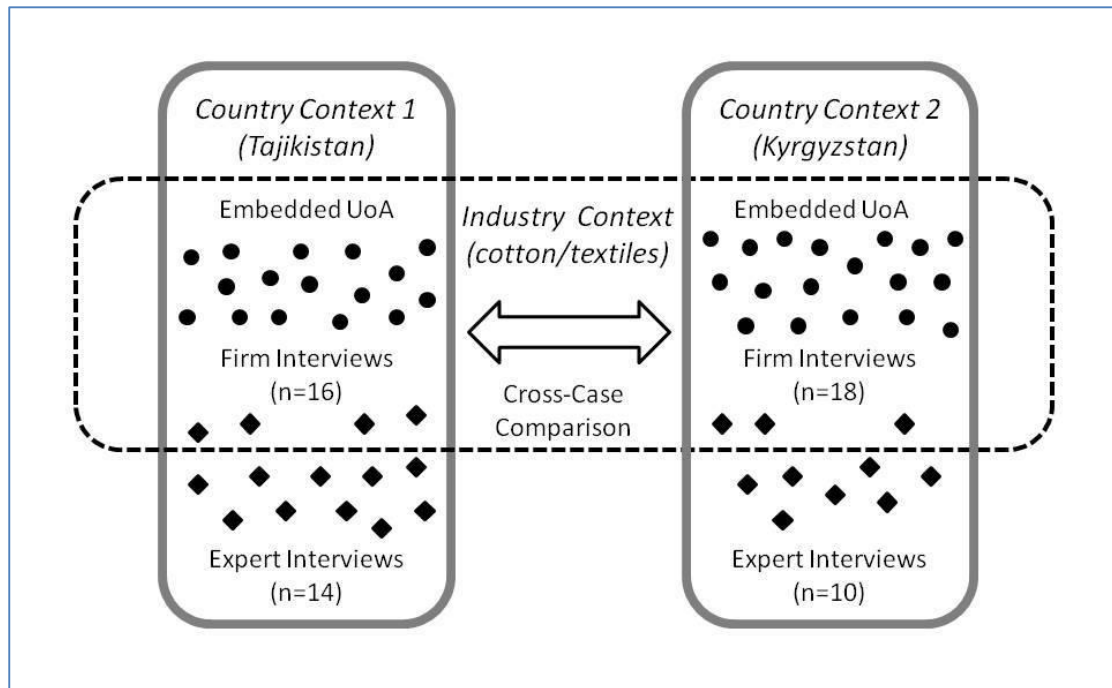 Country Context 1
(Tajikistan)
Embedded UoA
Firm Interviews
(n=16)
Expert Interviews
(n=14)
Industry Context
(cotton/textiles)
Cross-Case
Comparison
Country Context 2
(Kyrgyzstan)
Embedded UoA
Firm Interviews
(n=18)
Expert Interviews
(n=10)